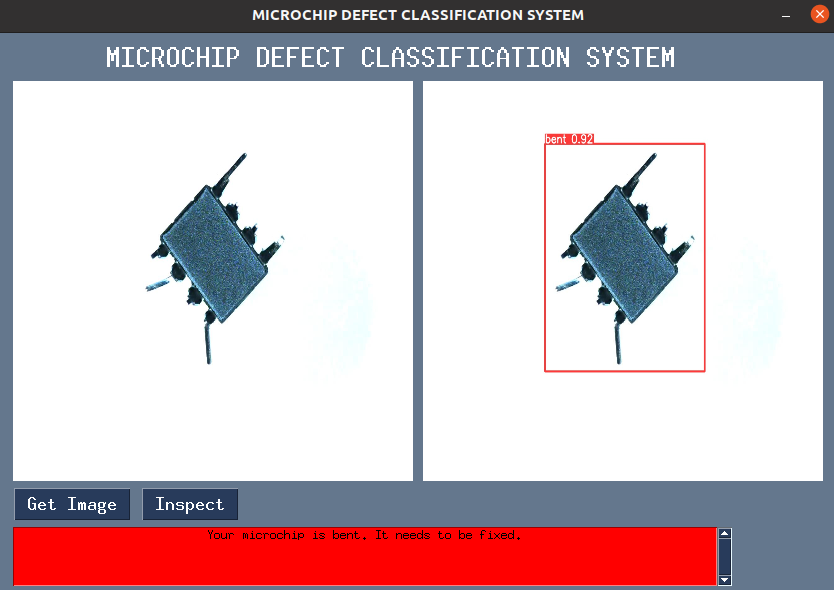 MICROCHIP DEFECT CLASSIFICATION SYSTEM
MICROCHIP DEFECT CLASSIFICATION SYSTEM
bent 0.92
Get Image
Inspect
Your microchip is bent. It needs to be fixed.